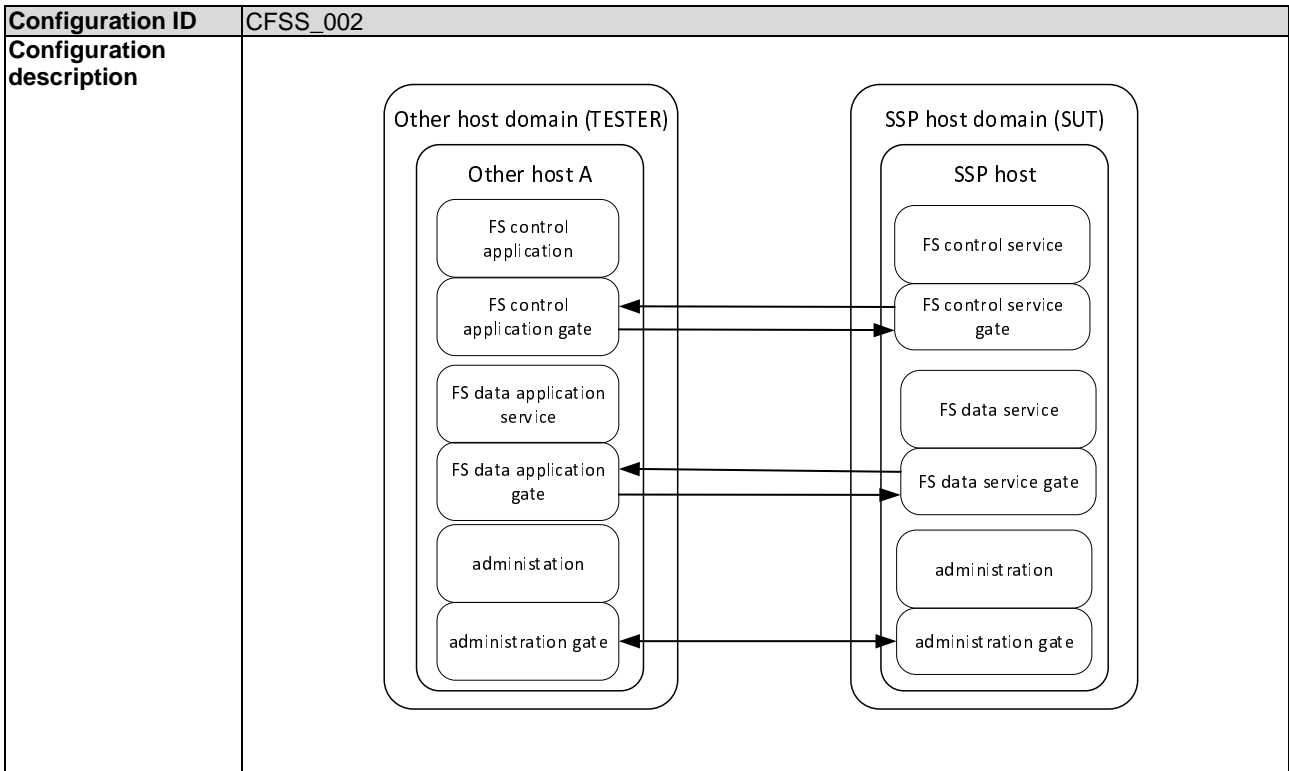 Configuration ID CFSS_002
Configuration
description
Other host domain (TESTER)
Other host A
FS control
application
FS control
application gate
FS data application
service
FS data application
gate
administation
administration gate
SSP host domain (SUT)
SSP host
FS control service
FS control service
gate
FS data service
FS data service gate
administration
administration gate